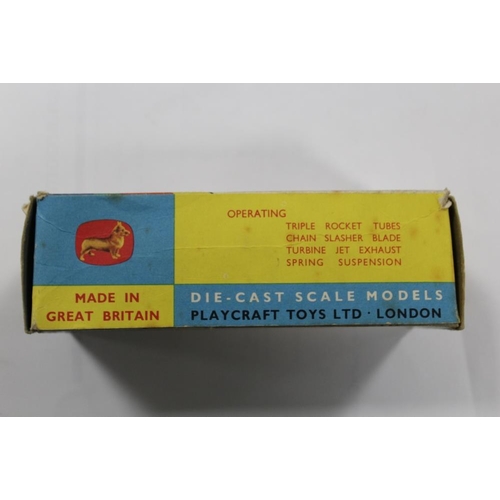 OPERATING
TRIPLE ROCKET TUBES
CHAIN SLASHER BLADE
TURBINE JET EXHAUST
SPRING SUSPENSION
MADE IN
GREAT BRITAIN
DIE-CAST SCALE MODELS
PLAYCRAFT TOYS LTD · LONDON